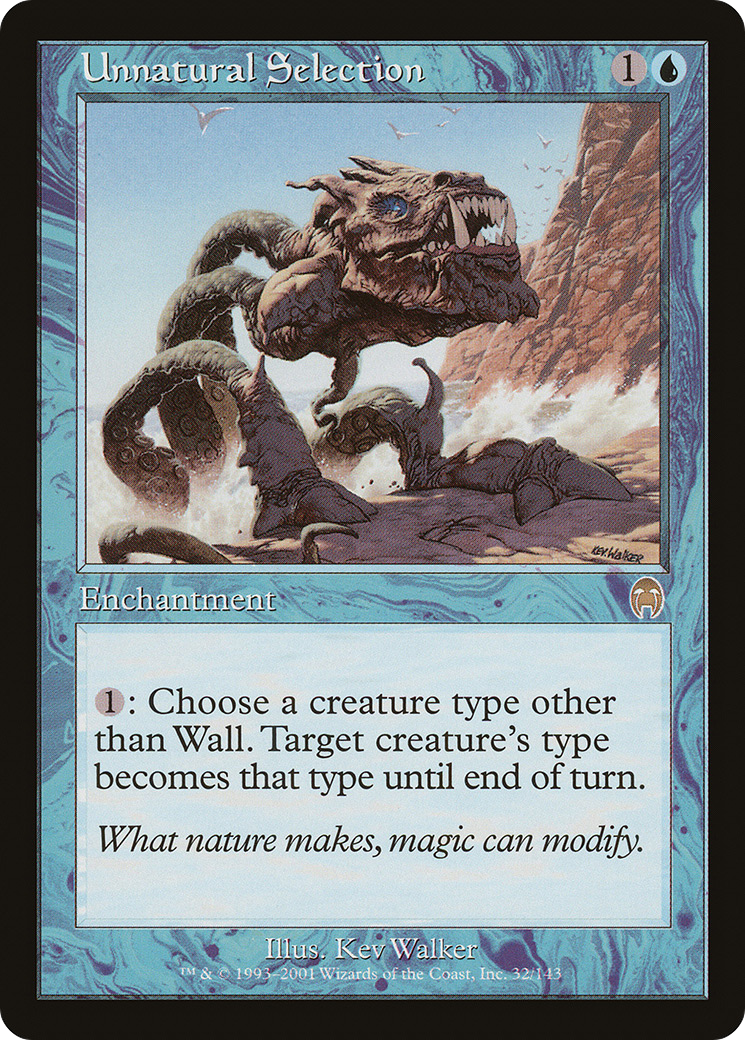 Unnatural Selection 1
KEV. WALKER
Enchantment
1: Choose a creature type other
than Wall. Target creature's type
becomes that type until end of turn.
What nature makes, magic can modify.
Illus. Kev Walker
™ & © 1993–2001 Wizards of the Coast, Inc. 32/143